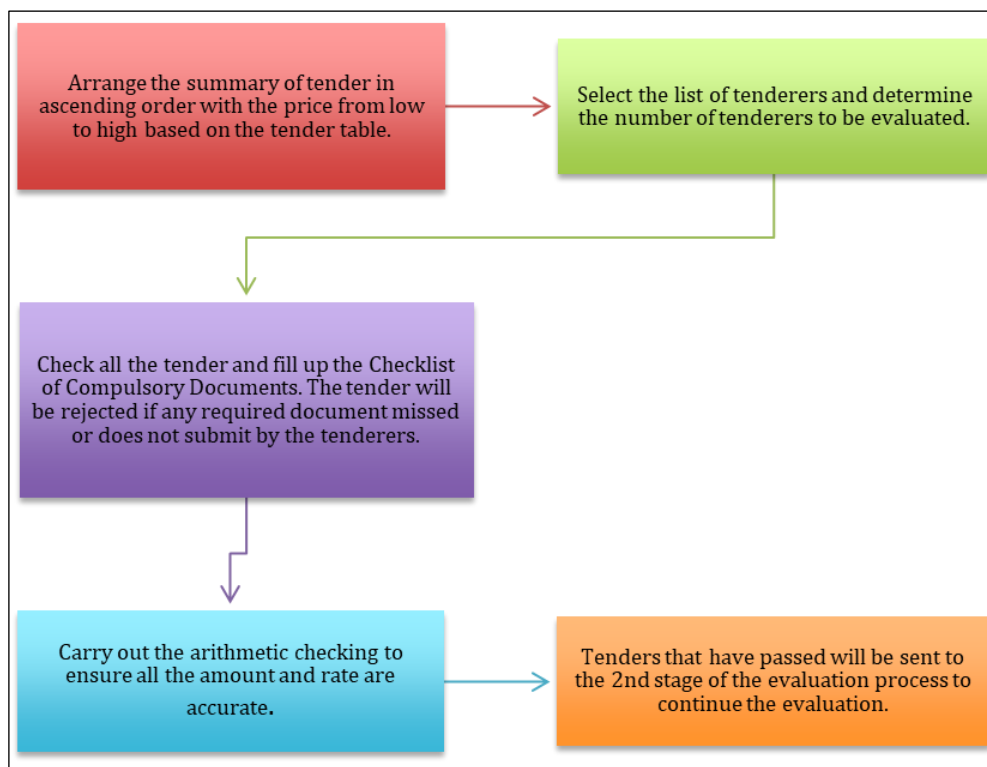 Arrange the summary of tender in
ascending order with the price from low
to high based on the tender table.
Select the list of tenderers and determine
the number of tenderers to be evaluated.
Check all the tender and fill up the Checklist
of Compulsory Documents. The tender will
be rejected if any required document missed
or does not submit by the tenderers.
Carry out the arithmetic checking to
ensure all the amount and rate are
accurate.
Tenders that have passed will be sent to
the 2nd stage of the evaluation process to
continue the evaluation.